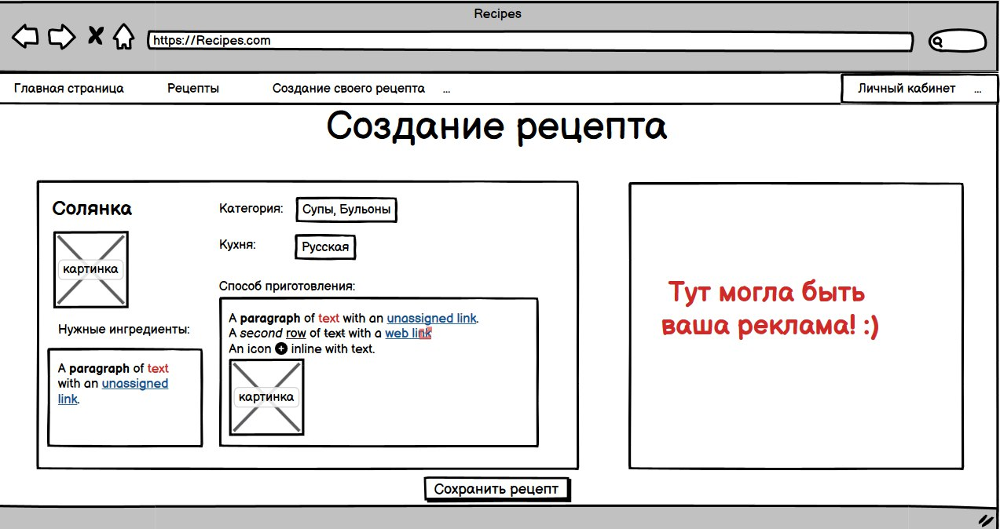 Recipes
https://Recipes.com
Главная страница Рецепты Создание своего рецепта ... Личный кабинет ...
Создание рецепта
Солянка
картинка
Нужные ингредиенты:
A paragraph of text
with an unassigned
link.
Категория: Супы, Бульоны
Кухня: Русская
Способ приготовления:
A paragraph of text with an unassigned link.
A second row of text with a web link
An icon inline with text.
картинка
Тут могла быть
ваша реклама! :)
Сохранить рецепт